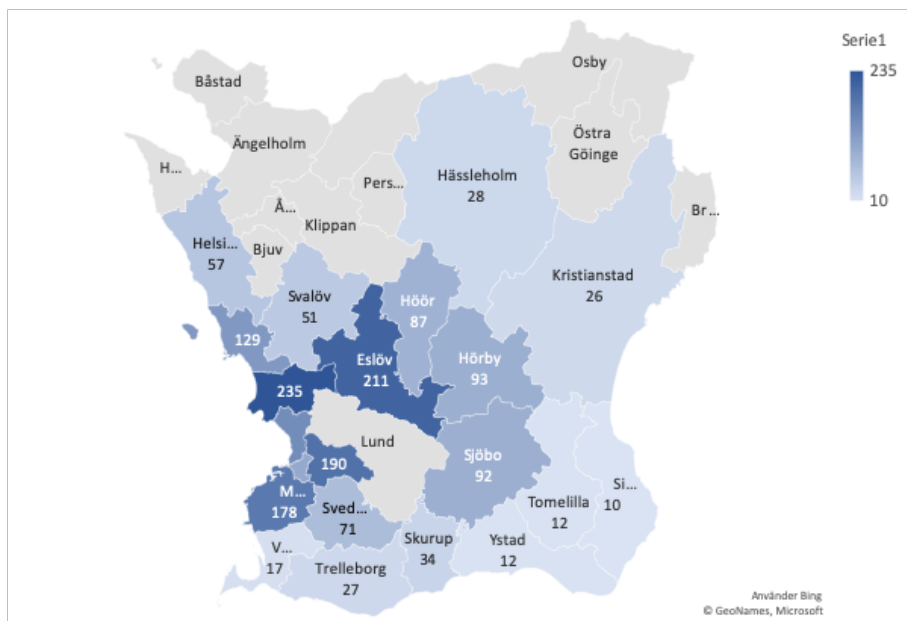 Serie1
235
10
Båstad
Osby
Ängelholm
Östra
Göinge
H...
Pers...
Hässleholm
28
Å...
Klippan
Br...
Bjuv
Helsi...
57
Kristianstad
26
Svalöv
51
Höör
87
129
Eslöv
211
Hörby
93
235
Lund
Sjöbo
92
190
M...
178
Sved...
71
Si...
10
Tomelilla
12
Skurup
34
Ystad
12
V...
17
Trelleborg
27
Använder Bing
© GeoNames, Microsoft